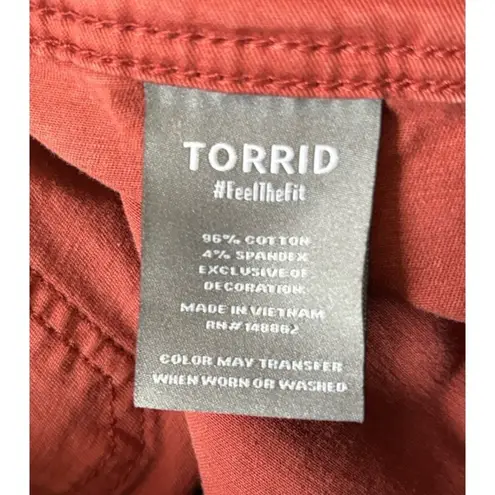 TORRID
#FeelTheFit
96% COTTON
4% SPANDEX
EXCLUSIVE OF
DECORATION
MADE IN VIETNAM
RN# 148862
COLOR MAY TRANSFER
WHEN WORN OR WASHED